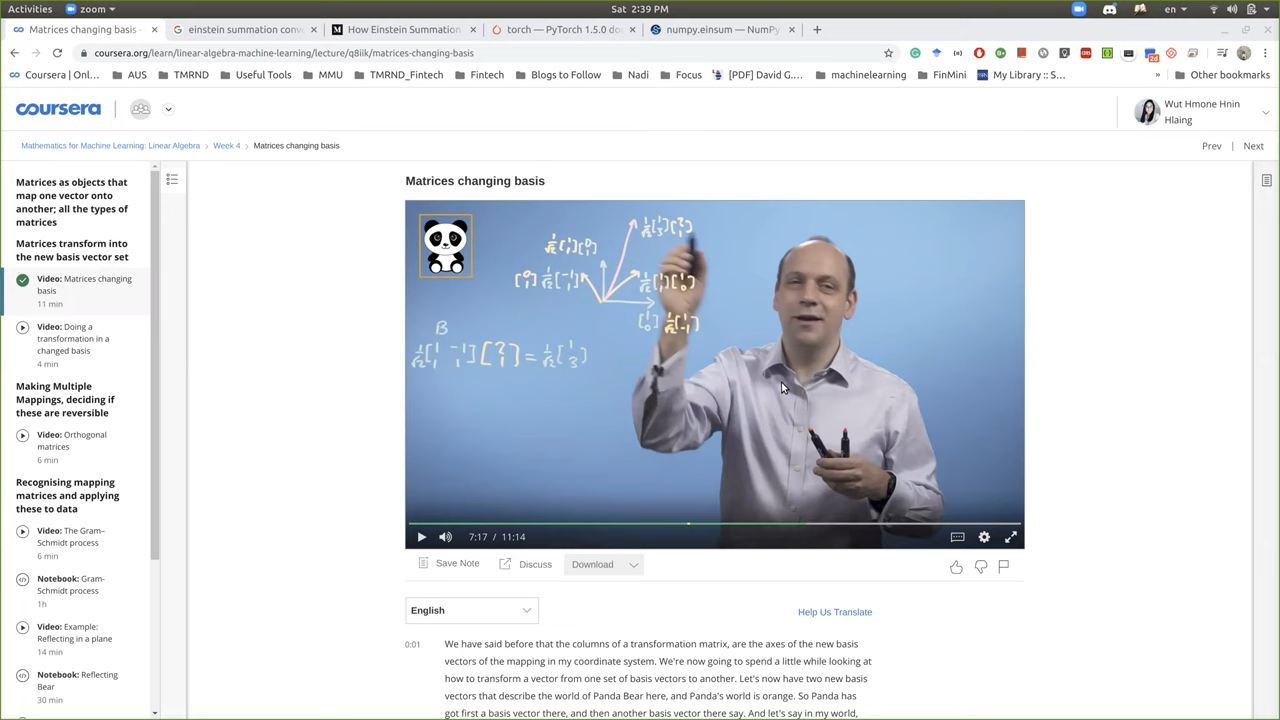 Activities
zoom
Sat 2:39 PM
en
Matrices changing basis
einstein summation conv
How Einstein Summation
torch — PyTorch 1.5.0 doc
numpy.einsum — NumPy
coursera.org/learn/linear-algebra-machine-learning/lecture/q8iik/matrices-changing-basis
Coursera | Onl...
AUS
TMRND
Useful Tools
MMU
TMRND_Fintech
Fintech
Blogs to Follow
Nadi
Focus
[PDF] David G....
machinelearning
FinMini
My Library :: S...
»
Other bookmarks
coursera
Wut Hmone Hnin
Hlaing
Mathematics for Machine Learning: Linear Algebra
Week 4
Matrices changing basis
Prev
Next
Matrices as objects that
map one vector onto
another; all the types of
matrices
Matrices transform into
the new basis vector set
Video: Matrices changing
basis
11 min
Video: Doing a
transformation in a
changed basis
4 min
Making Multiple
Mappings, deciding if
these are reversible
Video: Orthogonal
matrices
6 min
Recognising mapping
matrices and applying
these to data
Video: The Gram–
Schmidt process
6 min
Notebook: Gram-
Schmidt process
1h
Video: Example:
Reflecting in a plane
14 min
Notebook: Reflecting
Bear
30 min
Matrices changing basis
B
7:17 / 11:14
Save Note
Discuss
Download
English
Help Us Translate
0:01
We have said before that the columns of a transformation matrix, are the axes of the new basis
vectors of the mapping in my coordinate system. We're now going to spend a little while looking at
how to transform a vector from one set of basis vectors to another. Let's now have two new basis
vectors that describe the world of Panda Bear here, and Panda's world is orange. So Panda has
got first a basis vector there, and then another basis vector there say. And let's say in my world,